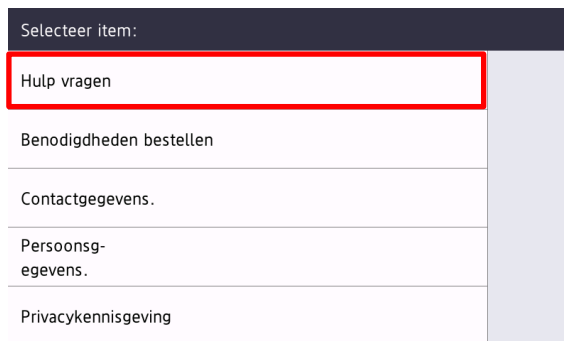 Selecteer item:
Hulp vragen
Benodigdheden bestellen
Contactgegevens.
Persoonsg-
egevens.
Privacykennisgeving